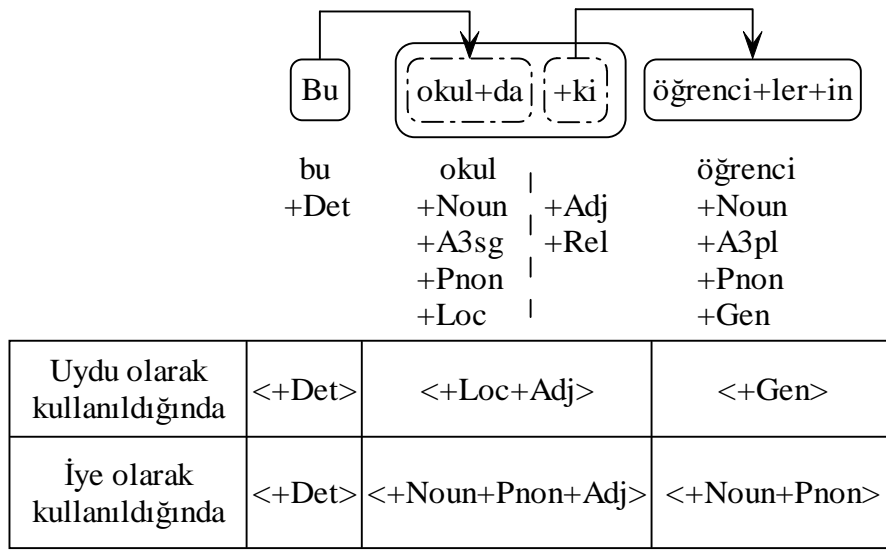 Bu okul+da +ki öğrenci+ler+in
bu okul öğrenci
+Det +Noun +Adj +Noun
+A3sg +Rel +A3pl
+Pnon +Pnon
+Loc +Gen
Uydu olarak
kullanıldığında <+Det> <+Loc+Adj> <+Gen>
İye olarak
kullanıldığında <+Det> <+Noun+Pnon+Adj> <+Noun+Pnon>